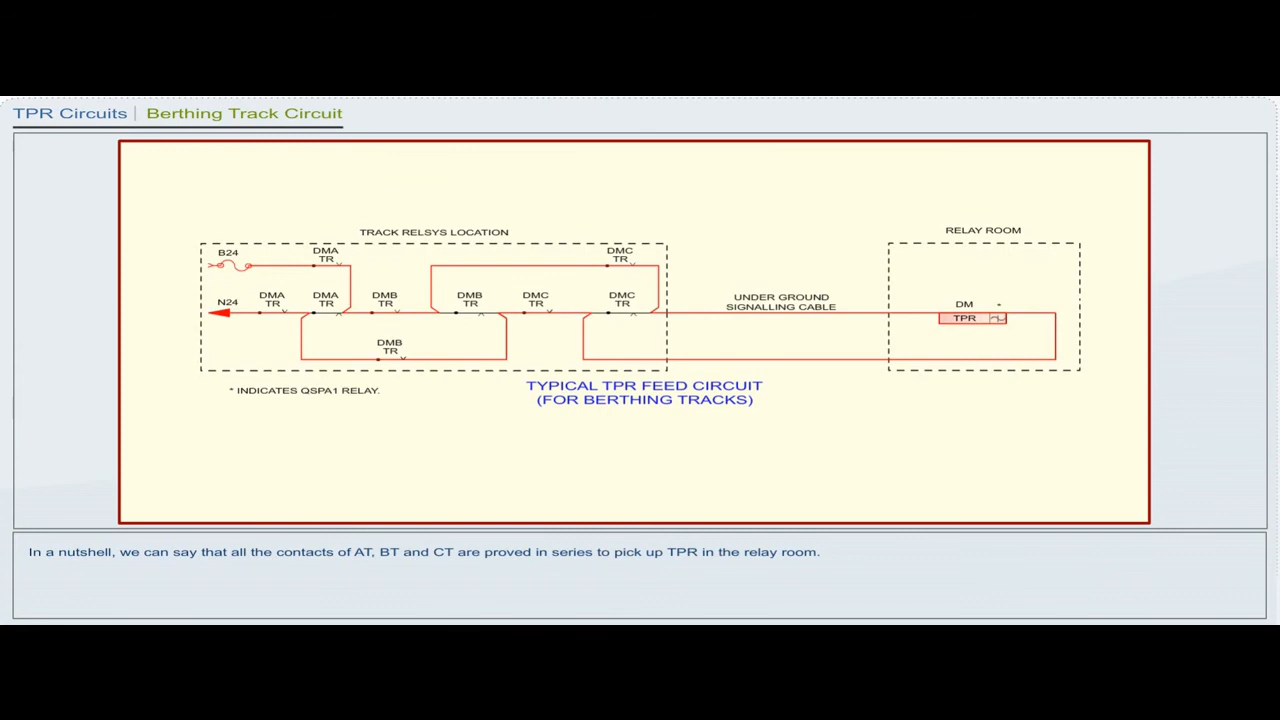 TPR Circuits | Berthing Track Circuit
TRACK RELSYS LOCATION
RELAY ROOM
B24
DMA
TR
DMC
TR
N24
DMA
TR
DMA
TR
DMB
TR
DMB
TR
DMC
TR
DMC
TR
UNDER GROUND
SIGNALLING CABLE
DM *
TPR
DMB
TR
* INDICATES QSPA1 RELAY.
TYPICAL TPR FEED CIRCUIT
(FOR BERTHING TRACKS)
In a nutshell, we can say that all the contacts of AT, BT and CT are proved in series to pick up TPR in the relay room.